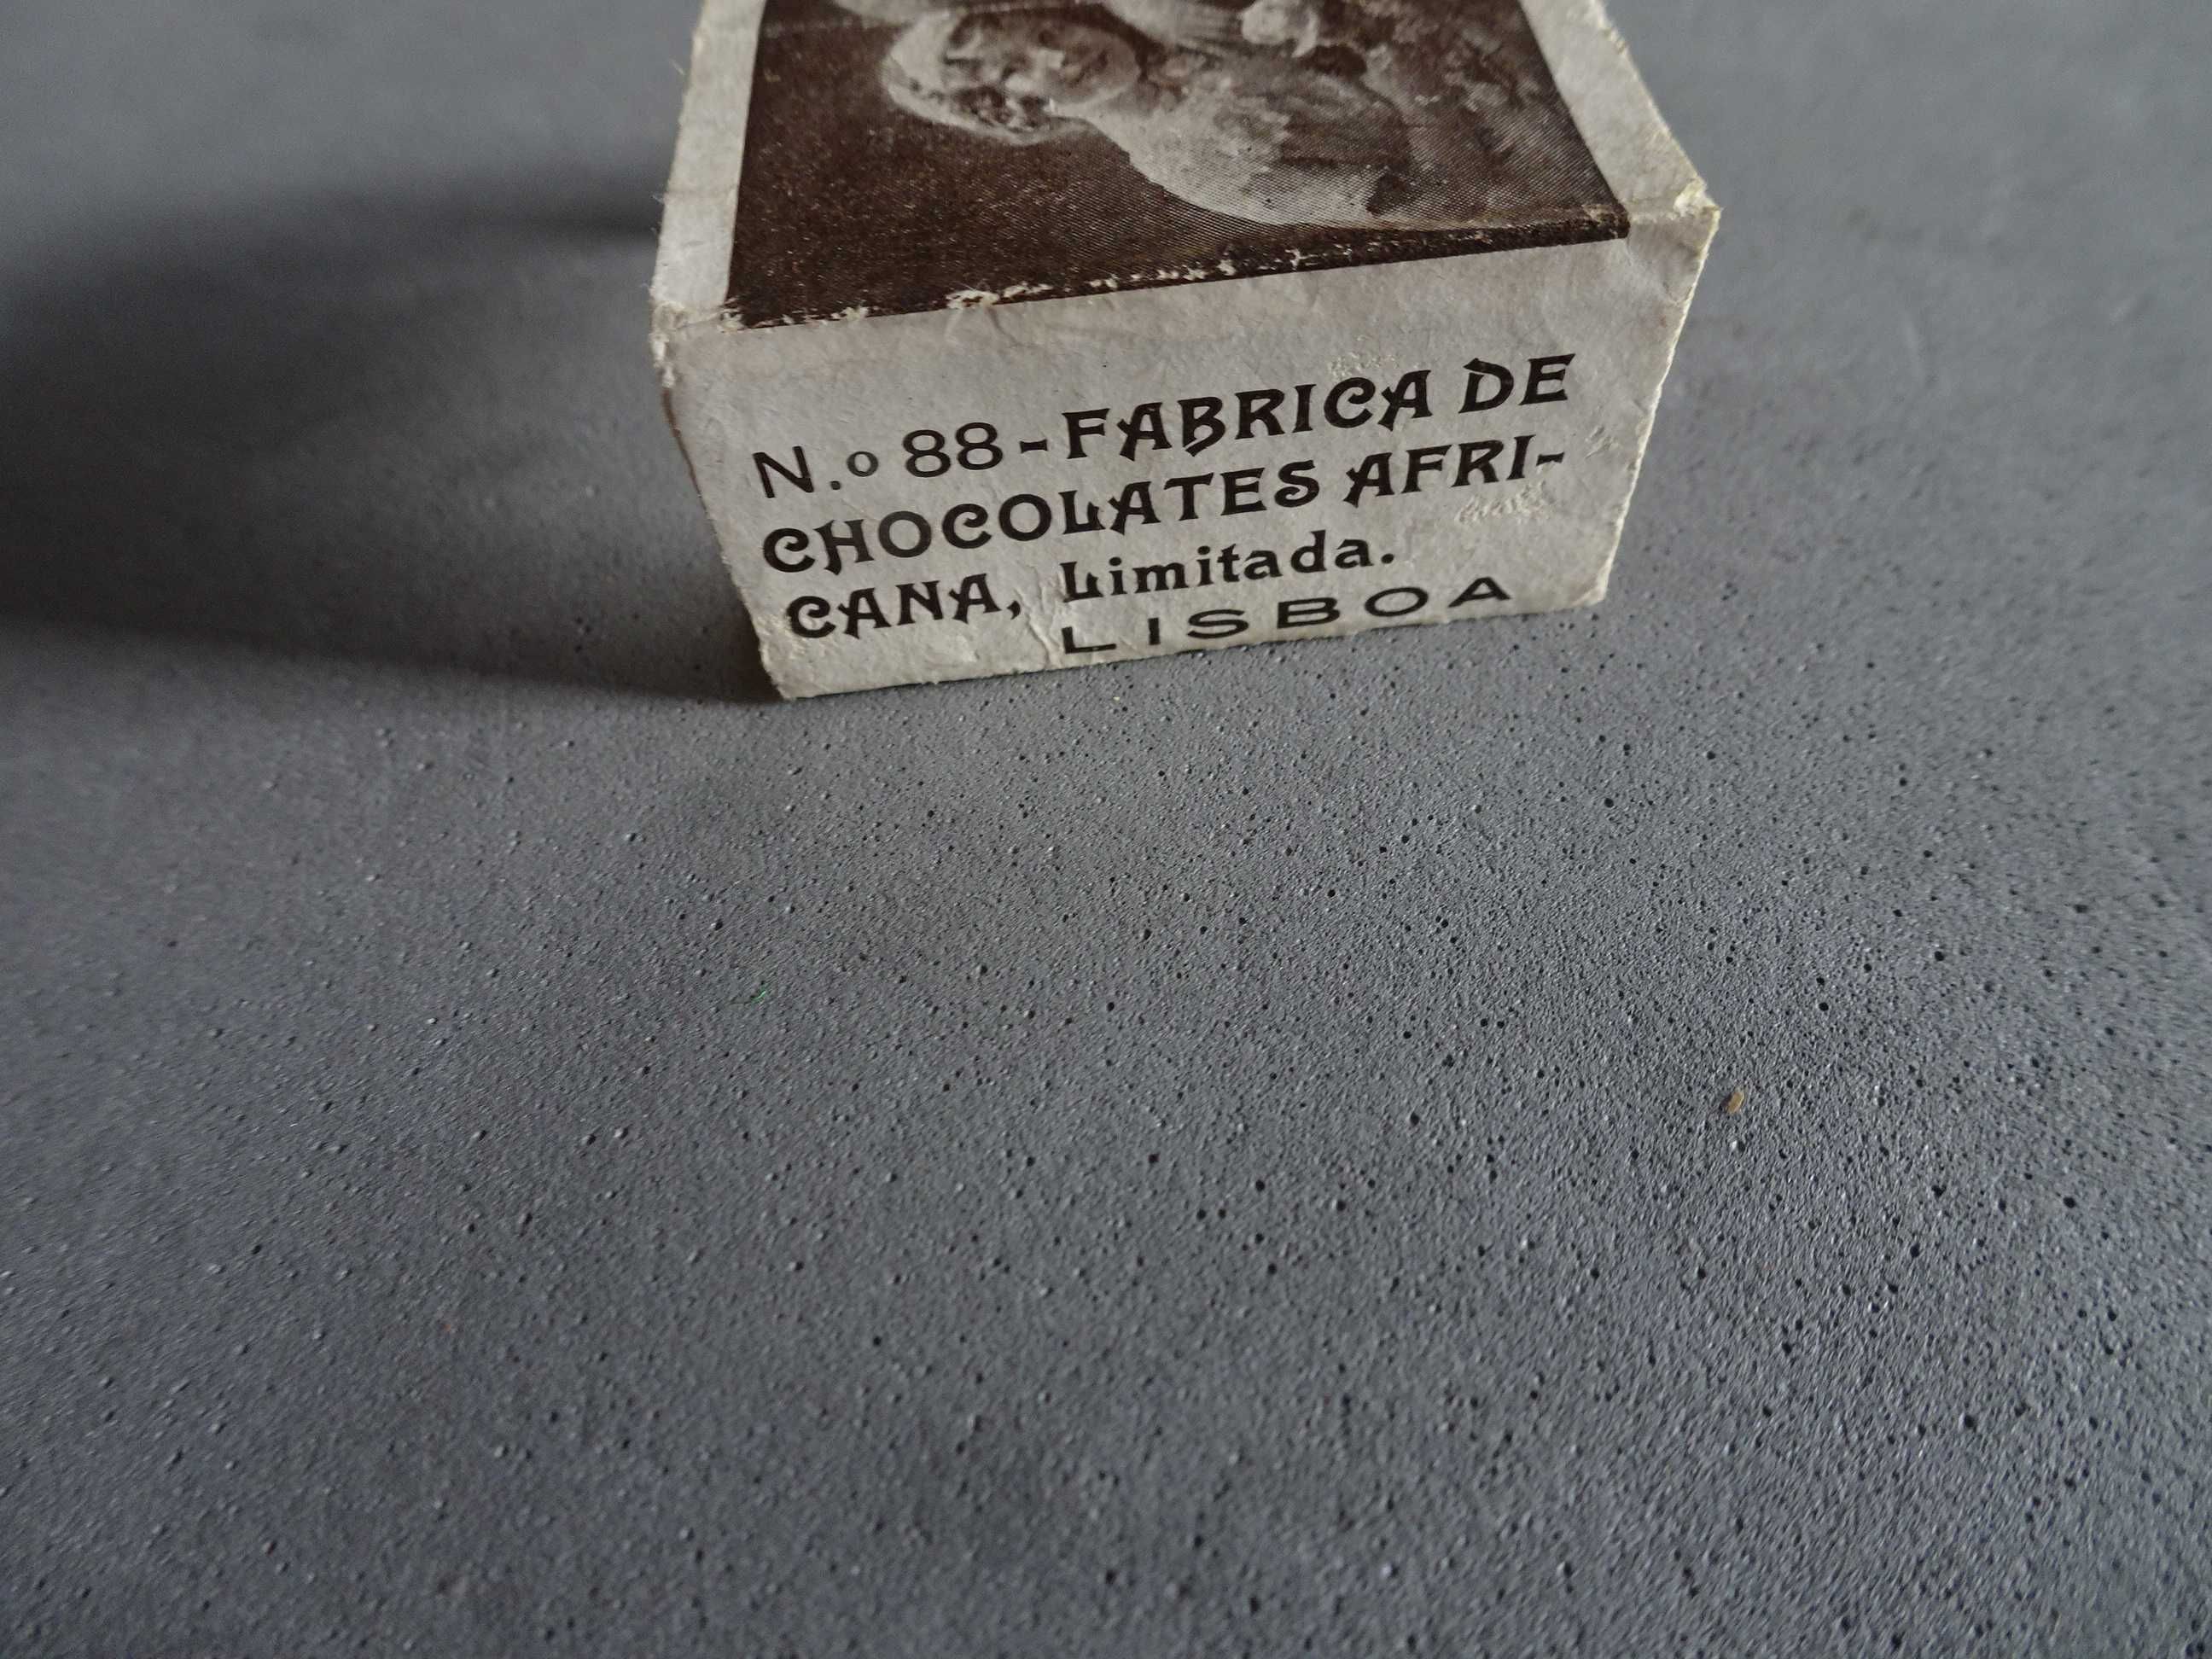 N.º 88-FABRICA DE
CHOCOLATES AFRI-
CANA, Limitada.
LISBOA